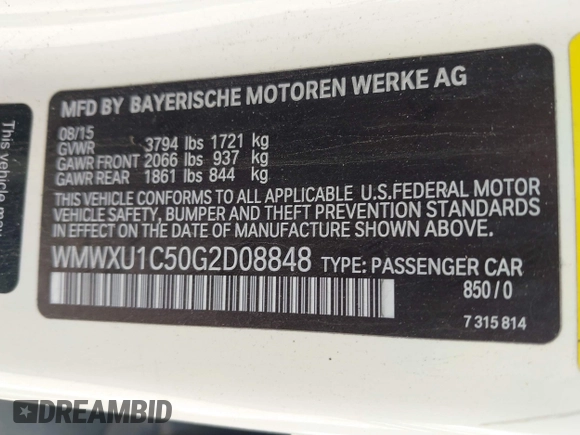 MFD BY BAYERISCHE MOTOREN WERKE AG
08/15
GVWR 3794 lbs 1721 kg
GAWR FRONT 2066 lbs 937 kg
GAWR REAR 1861 lbs 844 kg
THIS VEHICLE CONFORMS TO ALL APPLICABLE U.S.FEDERAL MOTOR
VEHICLE SAFETY, BUMPER AND THEFT PREVENTION STANDARDS
IN EFFECT ON THE DATE OF MANUFACTURE SHOWN ABOVE.
WMWXU1C50G2D08848 TYPE: PASSENGER CAR
850/0
7 315 814
This vehicle may
DREAMBID